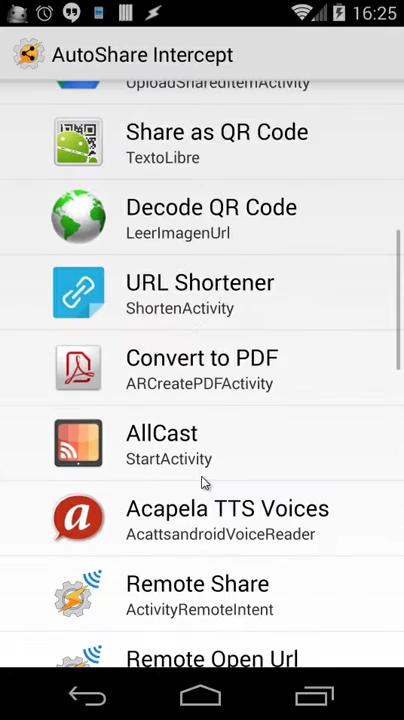 16:25
AutoShare Intercept
UploadSharedItemActivity
Share as QR Code
TextoLibre
Decode QR Code
LeerImagenUrl
URL Shortener
ShortenActivity
Convert to PDF
ARCreatePDFActivity
AllCast
StartActivity
Acapela TTS Voices
AcattsandroidVoiceReader
Remote Share
ActivityRemoteIntent
Remote Open Url